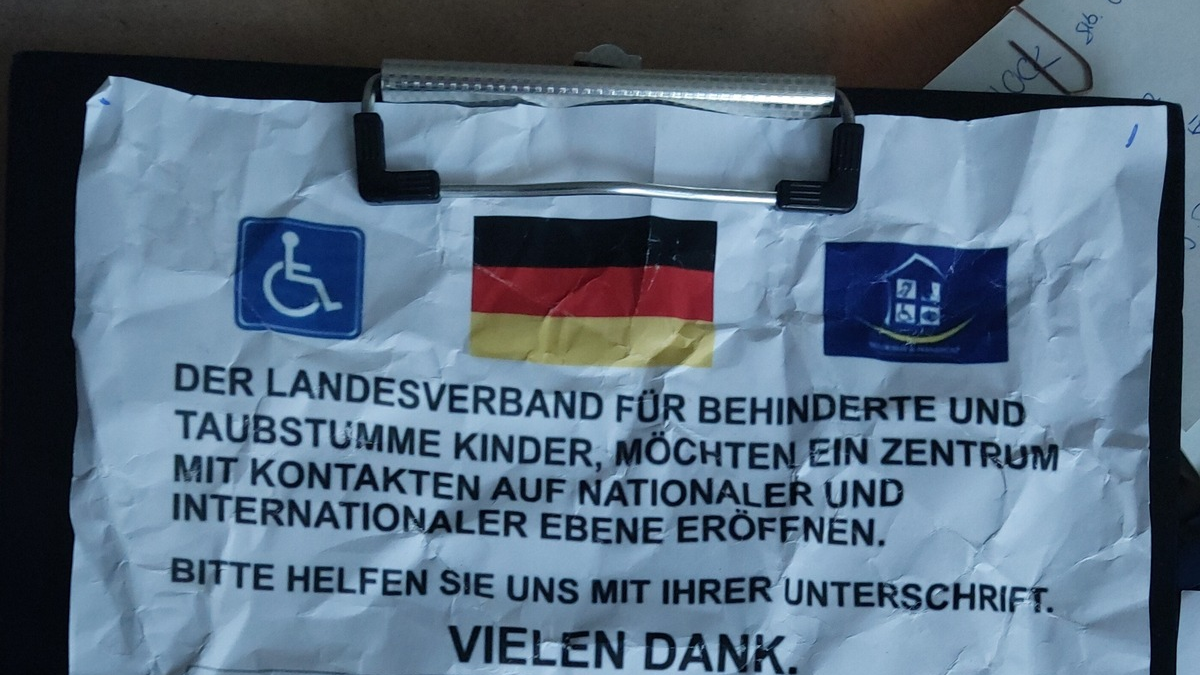 DER LANDESVERBAND FÜR BEHINDERTE UND
TAUBSTUMME KINDER, MÖCHTEN EIN ZENTRUM
MIT KONTAKTEN AUF NATIONALER UND
INTERNATIONALER EBENE ERÖFFNEN.
BITTE HELFEN SIE UNS MIT IHRER UNTERSCHRIFT.
VIELEN DANK.